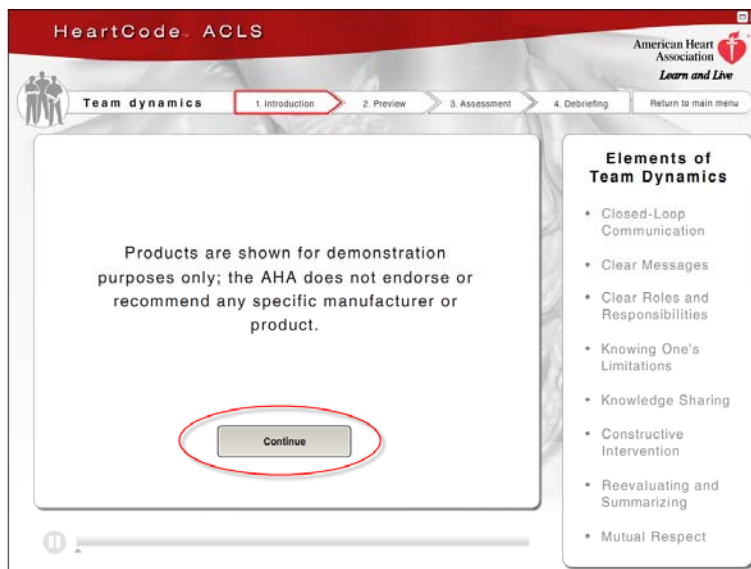 HeartCode™ ACLS
American Heart
Association
Learn and Live
Team dynamics
1. Introduction
2. Preview
3. Assessment
4. Debriefing
Return to main menu
Products are shown for demonstration
purposes only; the AHA does not endorse or
recommend any specific manufacturer or
product.
Continue
Elements of
Team Dynamics
• Closed-Loop
Communication
• Clear Messages
• Clear Roles and
Responsibilities
• Knowing One's
Limitations
• Knowledge Sharing
• Constructive
Intervention
• Reevaluating and
Summarizing
• Mutual Respect